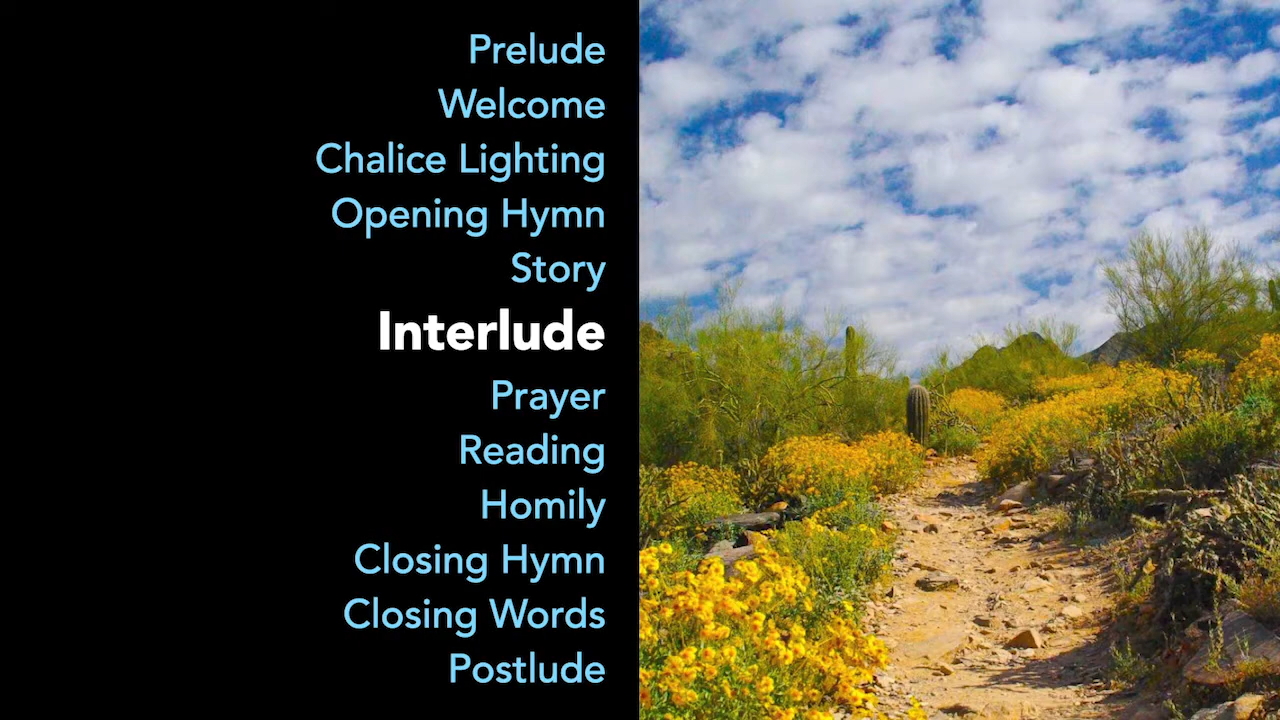 Prelude
Welcome
Chalice Lighting
Opening Hymn
Story
Interlude
Prayer
Reading
Homily
Closing Hymn
Closing Words
Postlude